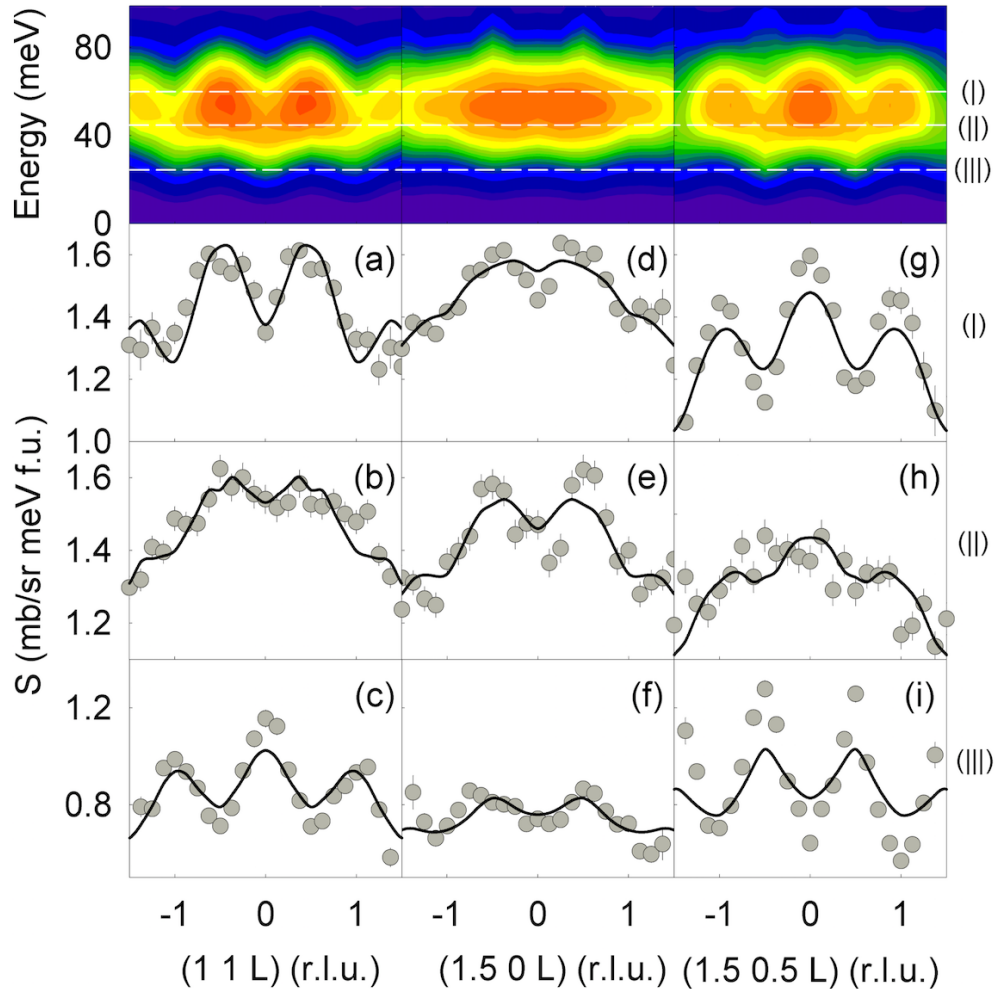 Energy (meV)
80
40
0
(I)
(II)
(III)
1.6
1.4
1.2
1.0
(a)
(d)
(g)
(I)
S (mb/sr meV f.u.)
1.6
1.4
1.2
(b)
(e)
(h)
(II)
1.2
0.8
(c)
(f)
(i)
(III)
-1 0 1
-1 0 1
-1 0 1
(1 1 L) (r.l.u.)
(1.5 0 L) (r.l.u.)
(1.5 0.5 L) (r.l.u.)